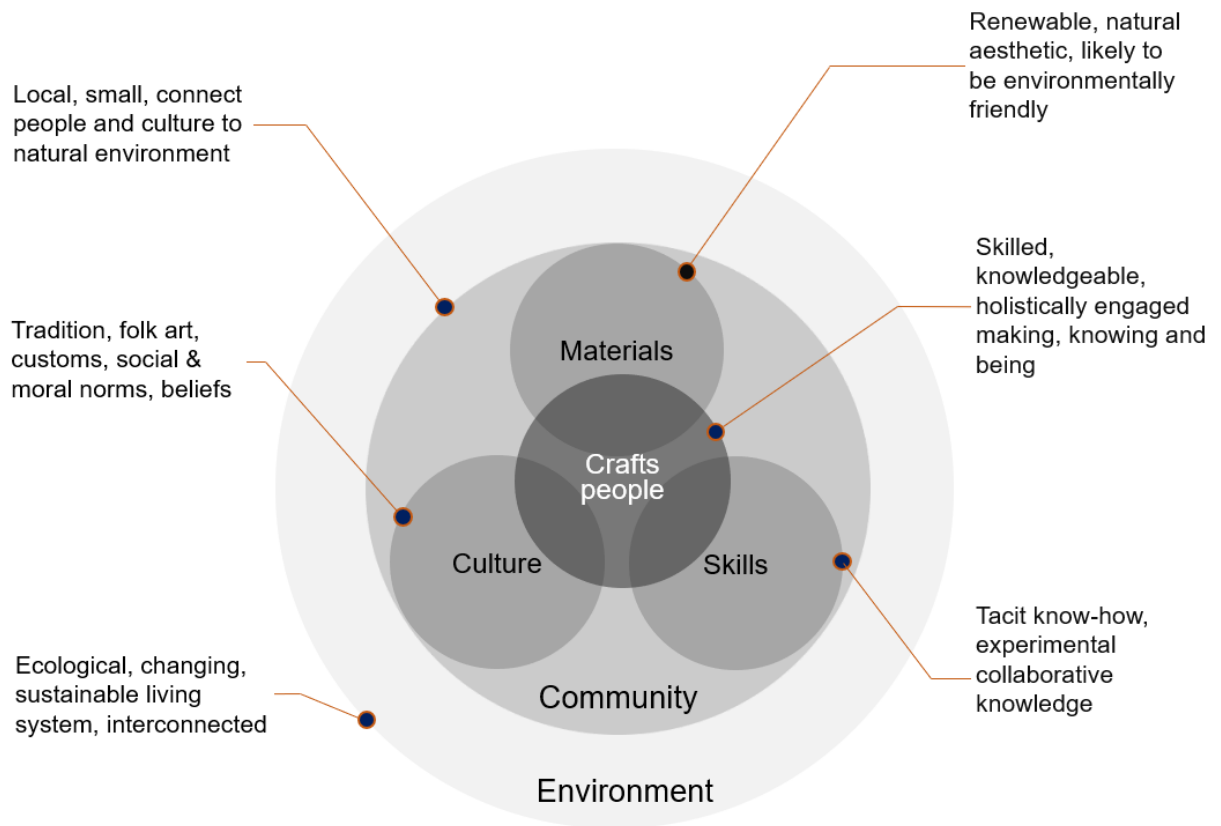 Renewable, natural
aesthetic, likely to
be environmentally
friendly
Local, small, connect
people and culture to
natural environment
Skilled,
knowledgeable,
holistically engaged
making, knowing and
being
Tradition, folk art,
customs, social &
moral norms, beliefs
Materials
Crafts
people
Culture
Skills
Tacit know-how,
experimental
collaborative
knowledge
Ecological, changing,
sustainable living
system, interconnected
Community
Environment